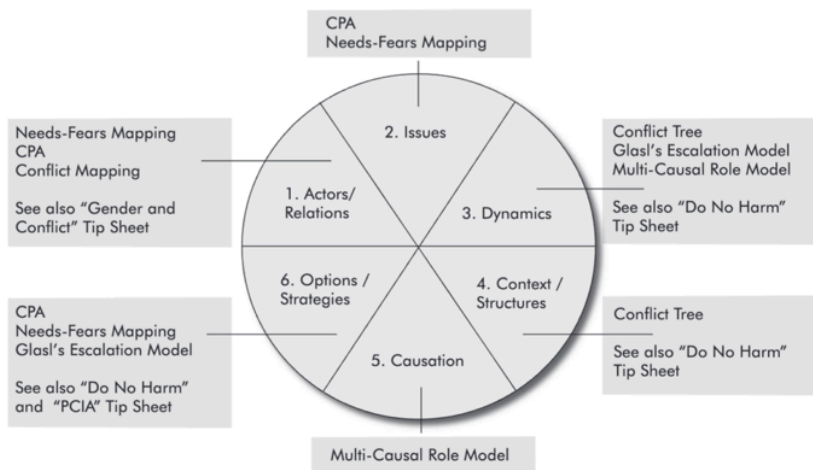 CPA
Needs-Fears Mapping
2. Issues
Needs-Fears Mapping
CPA
Conflict Mapping
See also “Gender and
Conflict” Tip Sheet
1. Actors/
Relations
Conflict Tree
Glasl’s Escalation Model
Multi-Causal Role Model
See also “Do No Harm”
Tip Sheet
3. Dynamics
6. Options /
Strategies
4. Context /
Structures
CPA
Needs-Fears Mapping
Glasl’s Escalation Model
See also “Do No Harm”
and “PCIA” Tip Sheet
Conflict Tree
See also “Do No Harm”
Tip Sheet
5. Causation
Multi-Causal Role Model